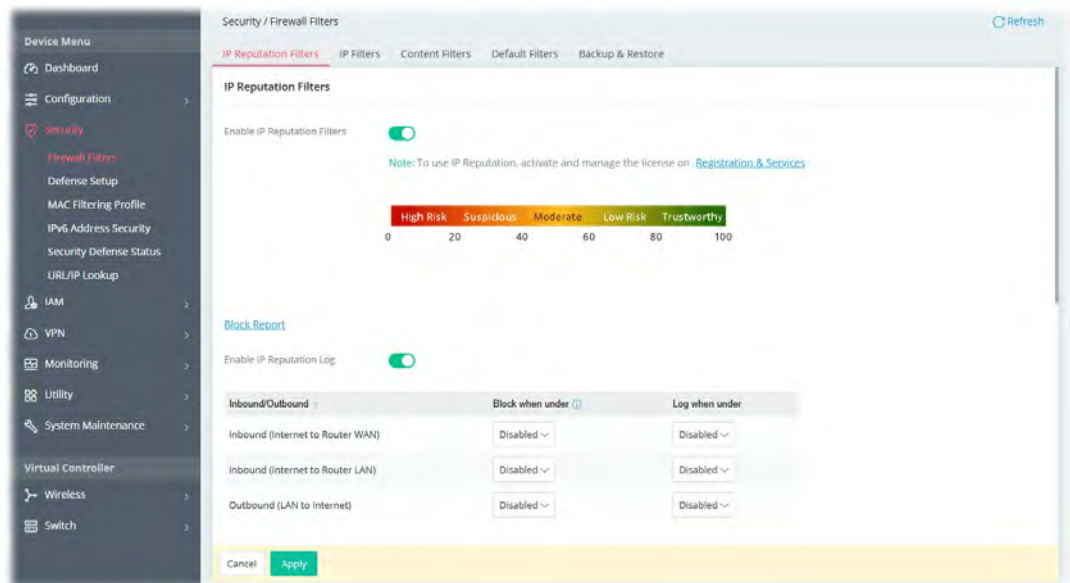 Security / Firewall Filters
Refresh
Device Menu
Dashboard
Configuration
Security
Firewall Filters
Defense Setup
MAC Filtering Profile
IPv6 Address Security
Security Defense Status
URL/IP Lookup
IAM
VPN
Monitoring
Utility
System Maintenance
Virtual Controller
Wireless
Switch
IP Reputation Filters IP Filters Content Filters Default Filters Backup & Restore
IP Reputation Filters
Enable IP Reputation Filters
Note: To use IP Reputation, activate and manage the license on Registration & Services
High Risk Suspicious Moderate Low Risk Trustworthy
0 20 40 60 80 100
Block Report
Enable IP Reputation Log
Inbound/Outbound Block when under Log when under
Inbound (Internet to Router WAN) Disabled Disabled
Inbound (Internet to Router LAN) Disabled Disabled
Outbound (LAN to Internet) Disabled Disabled
Cancel Apply